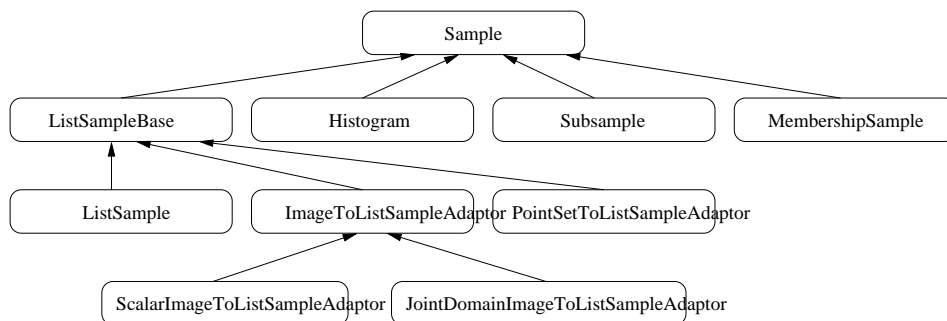 Sample
ListSampleBase
Histogram
Subsample
MembershipSample
ListSample
ImageToListSampleAdaptor
PointSetToListSampleAdaptor
ScalarImageToListSampleAdaptor
JointDomainImageToListSampleAdaptor